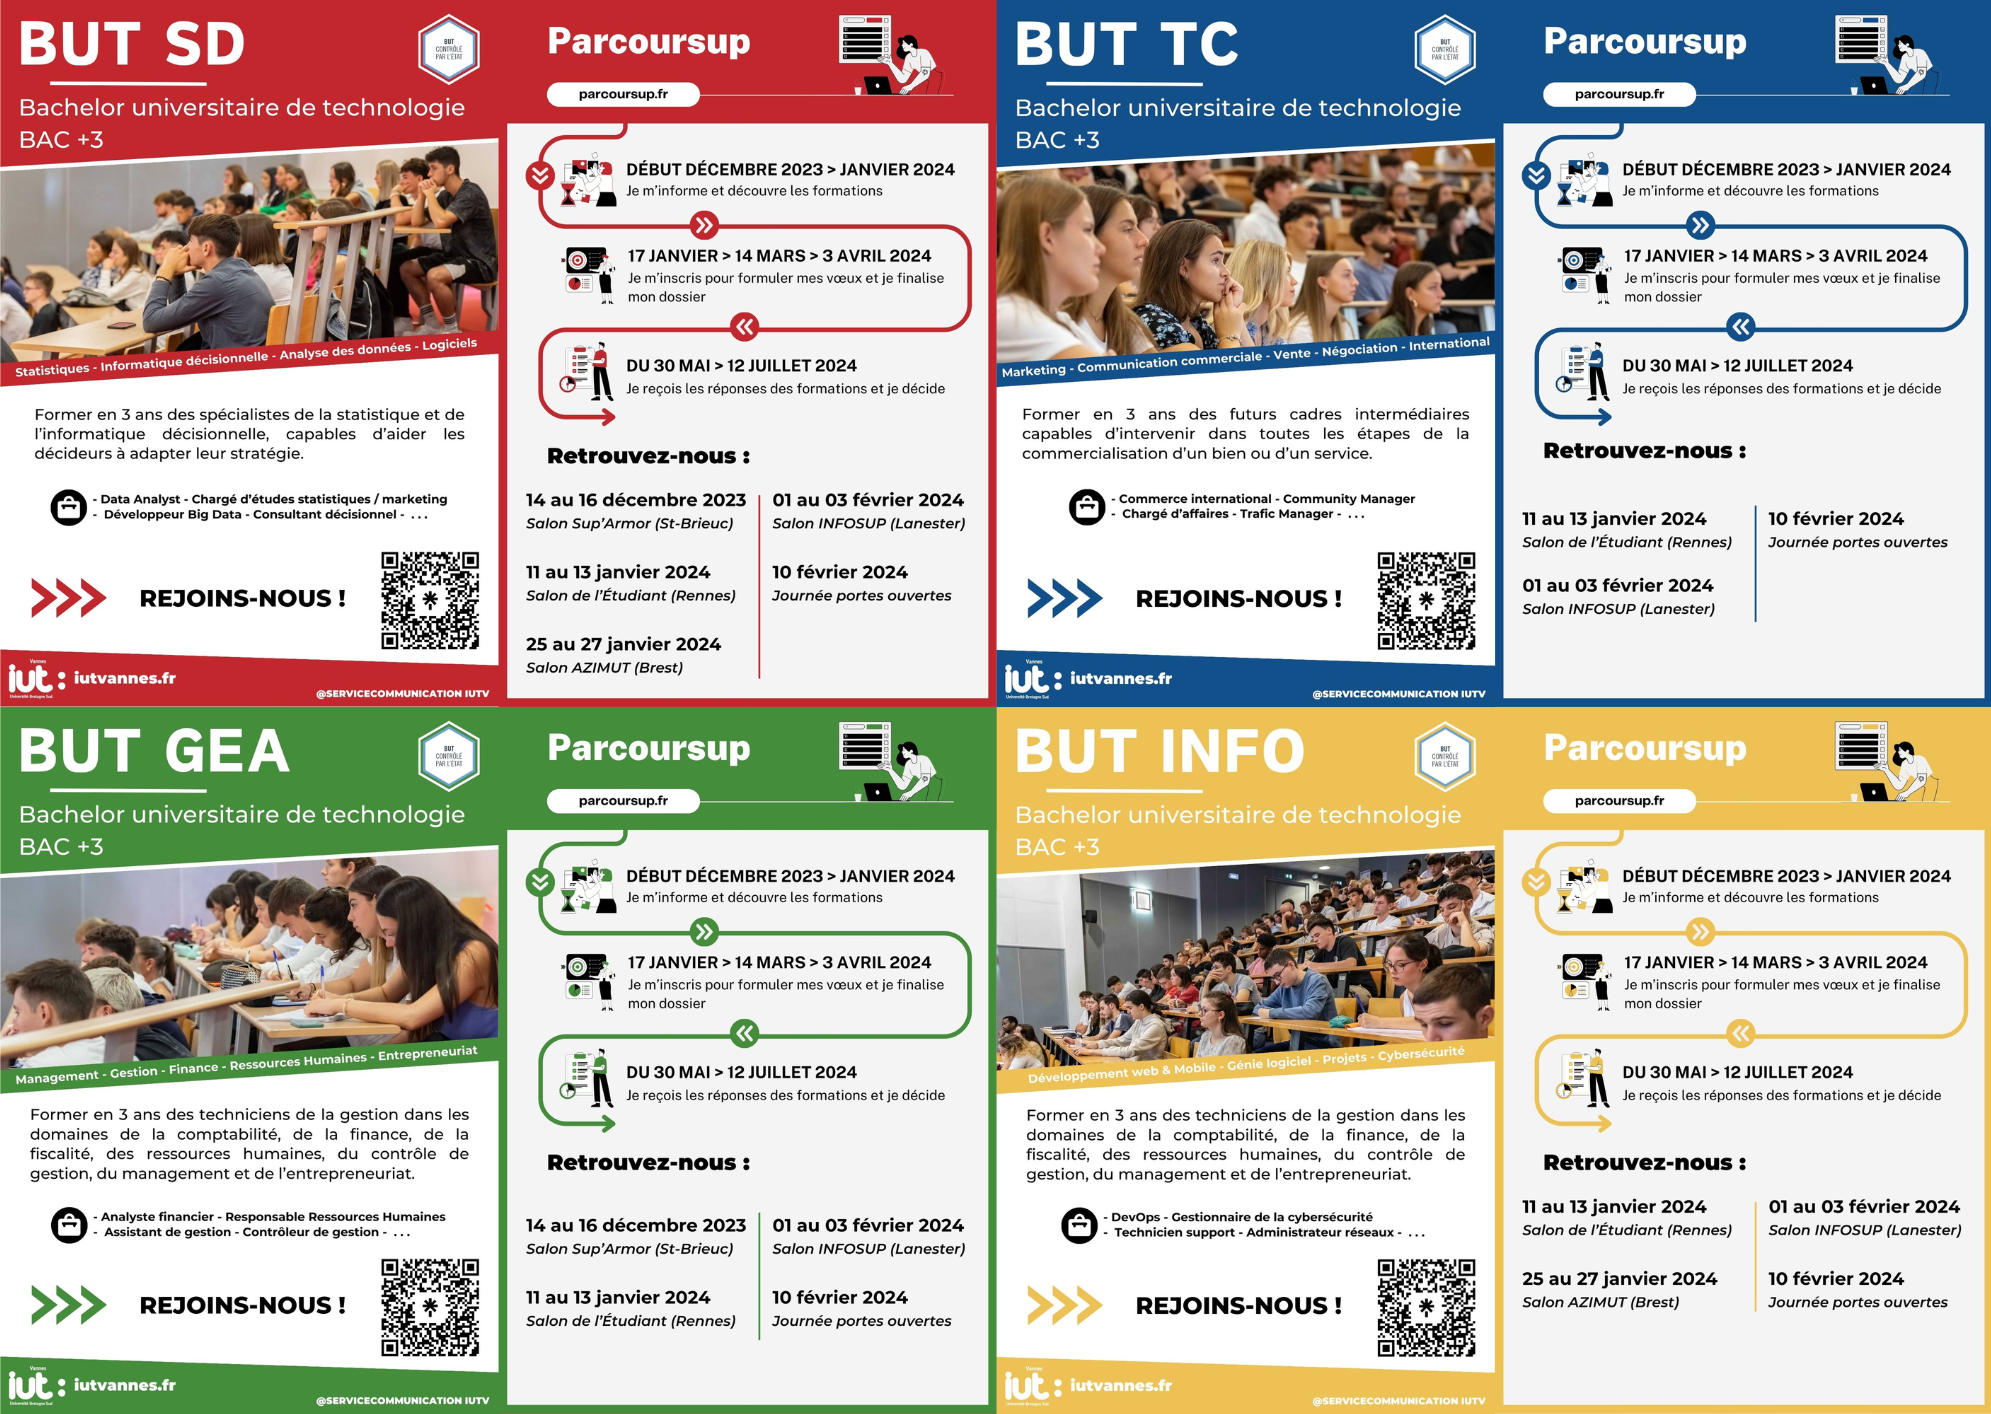 BUT SD
BUT
CONTRÔLÉ
PAR L'ÉTAT
Bachelor universitaire de technologie
BAC +3
Statistiques - Informatique décisionnelle - Analyse des données - Logiciels
Former en 3 ans des spécialistes de la statistique et de
l'informatique décisionnelle, capables d'aider les
décideurs à adapter leur stratégie.
- Data Analyst - Chargé d'études statistiques / marketing
- Développeur Big Data - Consultant décisionnel - ...
REJOINS-NOUS !
Vannes
iut:
Université Bretagne Sud
iutvannes.fr
@SERVICECOMMUNICATION IUTV
Parcoursup
parcoursup.fr
DÉBUT DÉCEMBRE 2023 > JANVIER 2024
Je m'informe et découvre les formations
17 JANVIER > 14 MARS > 3 AVRIL 2024
Je m'inscris pour formuler mes vœux et je finalise
mon dossier
DU 30 MAI > 12 JUILLET 2024
Je reçois les réponses des formations et je décide
Retrouvez-nous :
14 au 16 décembre 2023
Salon Sup'Armor (St-Brieuc)
11 au 13 janvier 2024
Salon de l'Étudiant (Rennes)
25 au 27 janvier 2024
Salon AZIMUT (Brest)
01 au 03 février 2024
Salon INFOSUP (Lanester)
10 février 2024
Journée portes ouvertes
BUT TC
BUT
CONTRÔLÉ
PAR L'ÉTAT
Bachelor universitaire de technologie
BAC +3
Marketing - Communication commerciale - Vente - Négociation - International
Former en 3 ans des futurs cadres intermédiaires
capables d'intervenir dans toutes les étapes de la
commercialisation d'un bien ou d'un service.
- Commerce international - Community Manager
- Chargé d'affaires - Trafic Manager - ...
REJOINS-NOUS !
Vannes
iut:
Université Bretagne Sud
iutvannes.fr
@SERVICECOMMUNICATION IUTV
Parcoursup
parcoursup.fr
DÉBUT DÉCEMBRE 2023 > JANVIER 2024
Je m'informe et découvre les formations
17 JANVIER > 14 MARS > 3 AVRIL 2024
Je m'inscris pour formuler mes vœux et je finalise
mon dossier
DU 30 MAI > 12 JUILLET 2024
Je reçois les réponses des formations et je décide
Retrouvez-nous :
11 au 13 janvier 2024
Salon de l'Étudiant (Rennes)
01 au 03 février 2024
Salon INFOSUP (Lanester)
10 février 2024
Journée portes ouvertes
BUT GEA
BUT
CONTRÔLÉ
PAR L'ÉTAT
Bachelor universitaire de technologie
BAC +3
Management - Gestion - Finance - Ressources Humaines - Entrepreneuriat
Former en 3 ans des techniciens de la gestion dans les
domaines de la comptabilité, de la finance, de la
fiscalité, des ressources humaines, du contrôle de
gestion, du management et de l'entrepreneuriat.
- Analyste financier - Responsable Ressources Humaines
- Assistant de gestion - Contrôleur de gestion - ...
REJOINS-NOUS !
Vannes
iut:
Université Bretagne Sud
iutvannes.fr
@SERVICECOMMUNICATION IUTV
Parcoursup
parcoursup.fr
DÉBUT DÉCEMBRE 2023 > JANVIER 2024
Je m'informe et découvre les formations
17 JANVIER > 14 MARS > 3 AVRIL 2024
Je m'inscris pour formuler mes vœux et je finalise
mon dossier
DU 30 MAI > 12 JUILLET 2024
Je reçois les réponses des formations et je décide
Retrouvez-nous :
14 au 16 décembre 2023
Salon Sup'Armor (St-Brieuc)
11 au 13 janvier 2024
Salon de l'Étudiant (Rennes)
01 au 03 février 2024
Salon INFOSUP (Lanester)
10 février 2024
Journée portes ouvertes
BUT INFO
BUT
CONTRÔLÉ
PAR L'ÉTAT
Bachelor universitaire de technologie
BAC +3
Développement web & Mobile - Génie logiciel - Projets - Cybersécurité
Former en 3 ans des techniciens de la gestion dans les
domaines de la comptabilité, de la finance, de la
fiscalité, des ressources humaines, du contrôle de
gestion, du management et de l'entrepreneuriat.
- DevOps - Gestionnaire de la cybersécurité
- Technicien support - Administrateur réseaux - ...
REJOINS-NOUS !
Vannes
iut:
Université Bretagne Sud
iutvannes.fr
@SERVICECOMMUNICATION IUTV
Parcoursup
parcoursup.fr
DÉBUT DÉCEMBRE 2023 > JANVIER 2024
Je m'informe et découvre les formations
17 JANVIER > 14 MARS > 3 AVRIL 2024
Je m'inscris pour formuler mes vœux et je finalise
mon dossier
DU 30 MAI > 12 JUILLET 2024
Je reçois les réponses des formations et je décide
Retrouvez-nous :
11 au 13 janvier 2024
Salon de l'Étudiant (Rennes)
25 au 27 janvier 2024
Salon AZIMUT (Brest)
01 au 03 février 2024
Salon INFOSUP (Lanester)
10 février 2024
Journée portes ouvertes